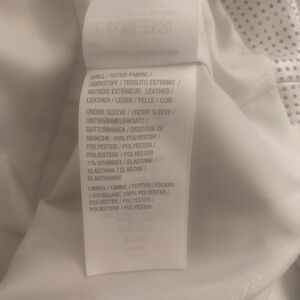 SHELL / OUTER FABRIC /
OBERSTOFF / TESSUTO ESTERNO /
MATIÈRE EXTÉRIEUR: LEATHER /
LEATHER / LEDER / PELLE / CUIR
UNDER SLEEVE / UNDER SLEEVE /
UNTERÄRMELEINSATZ /
SOTTOMANICA / DESSOUS DE
MANCHE: 99% POLYESTER /
POLYESTER / POLYESTER /
POLIESTERE / POLYESTER
1% SPANDEX / ELASTANE /
ELASTHAN / ELASTAN /
ELASTHANNE
LINING / LINING / FUTTER / FODERA
/ DOUBLURE: 100% POLYESTER /
POLYESTER / POLYESTER /
POLIESTERE / POLYESTER